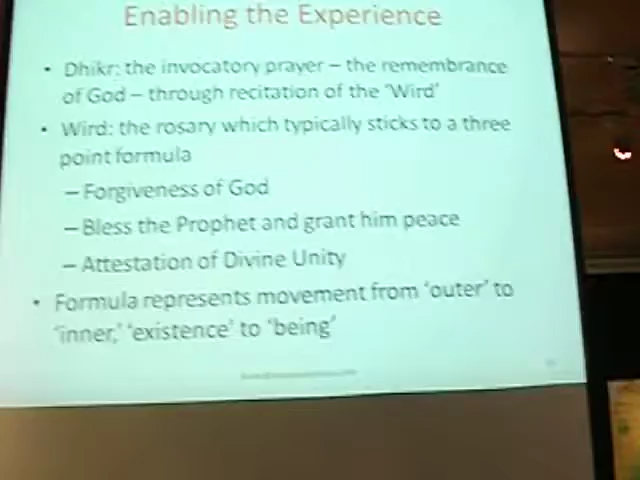 Enabling the Experience
• Dhikr: the invocatory prayer – the remembrance
of God – through recitation of the 'Wird'
• Wird: the rosary which typically sticks to a three
point formula
– Forgiveness of God
– Bless the Prophet and grant him peace
– Attestation of Divine Unity
• Formula represents movement from 'outer' to
'inner,' 'existence' to 'being'